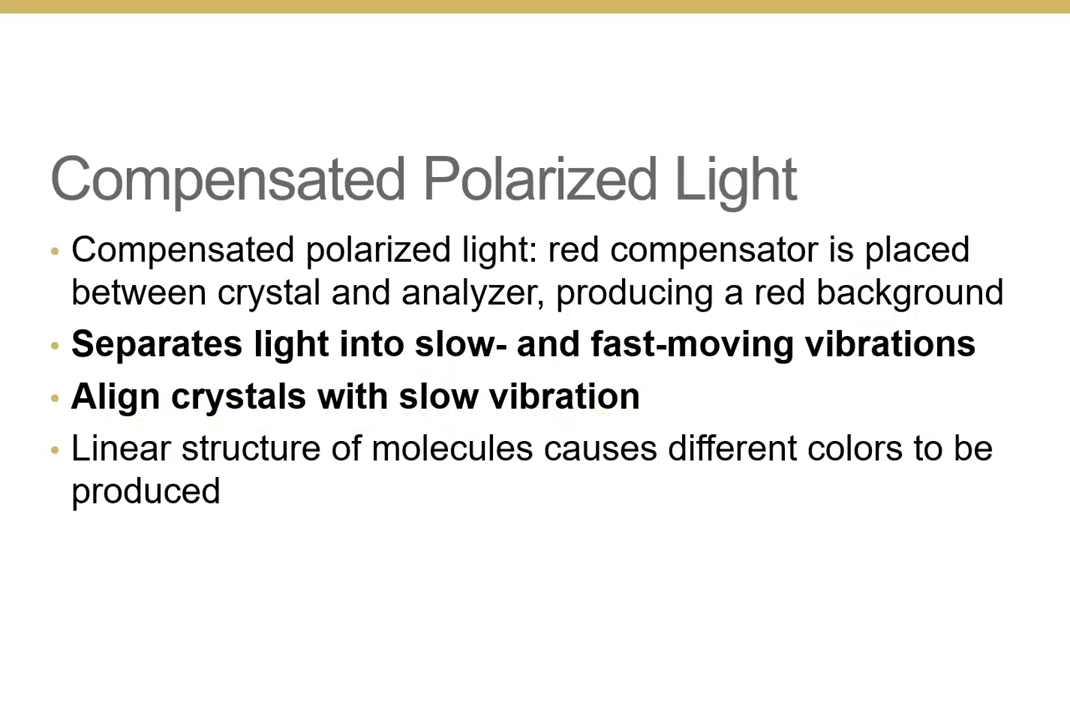 Compensated Polarized Light
• Compensated polarized light: red compensator is placed
between crystal and analyzer, producing a red background
• Separates light into slow- and fast-moving vibrations
• Align crystals with slow vibration
• Linear structure of molecules causes different colors to be
produced